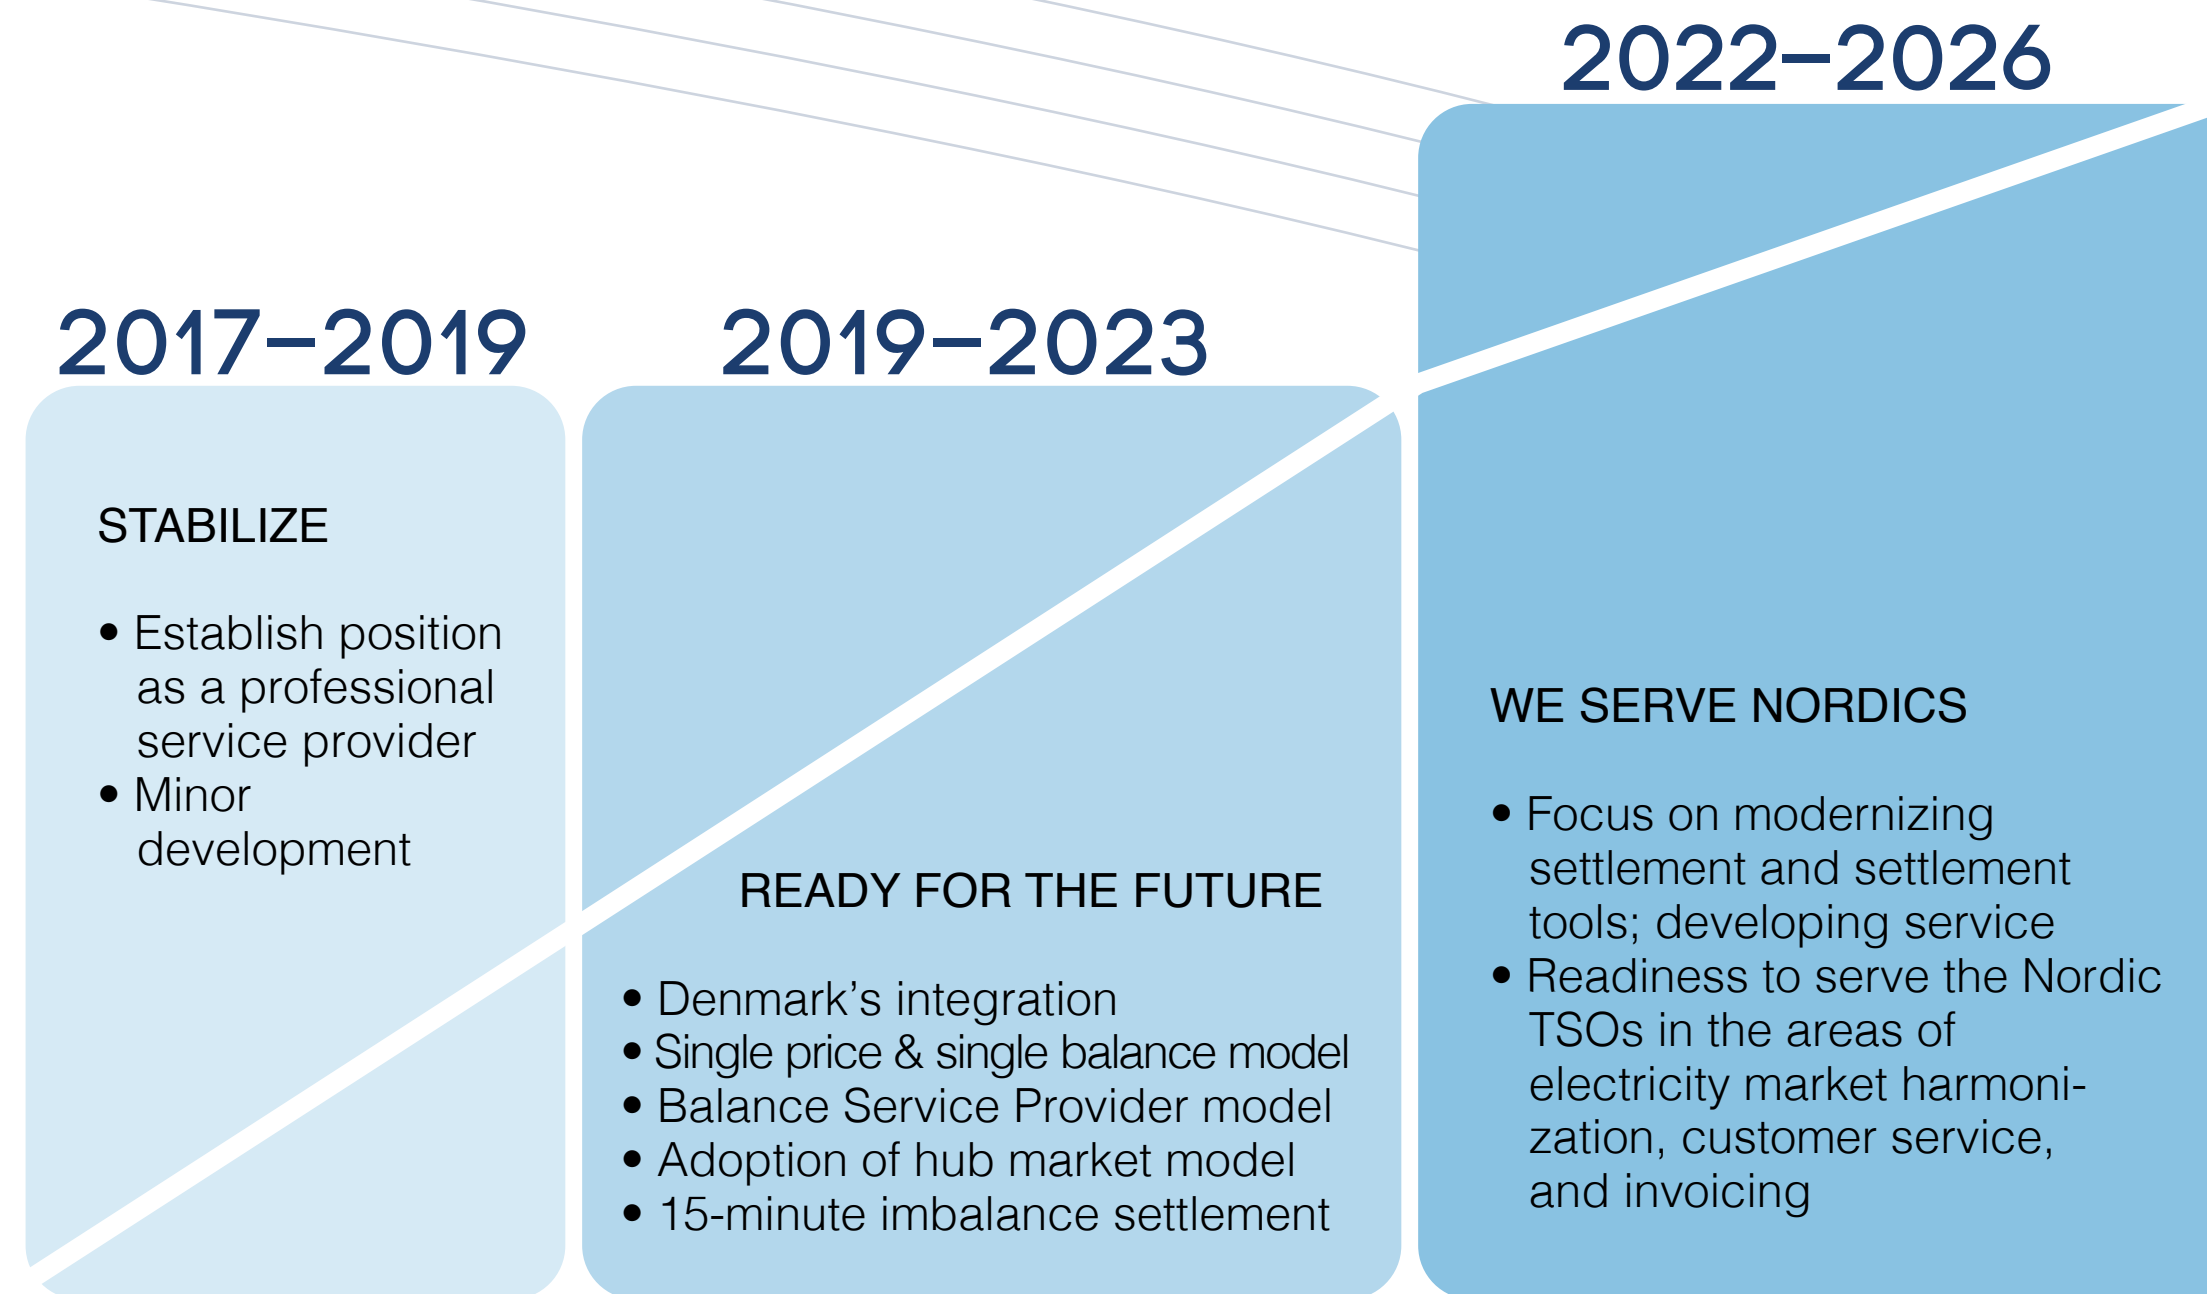 2017–2019
STABILIZE
• Establish position
as a professional
service provider
• Minor
development
2019–2023
READY FOR THE FUTURE
• Denmark’s integration
• Single price & single balance model
• Balance Service Provider model
• Adoption of hub market model
• 15-minute imbalance settlement
2022–2026
WE SERVE NORDICS
• Focus on modernizing
settlement and settlement
tools; developing service
• Readiness to serve the Nordic
TSOs in the areas of
electricity market harmoni-
zation, customer service,
and invoicing